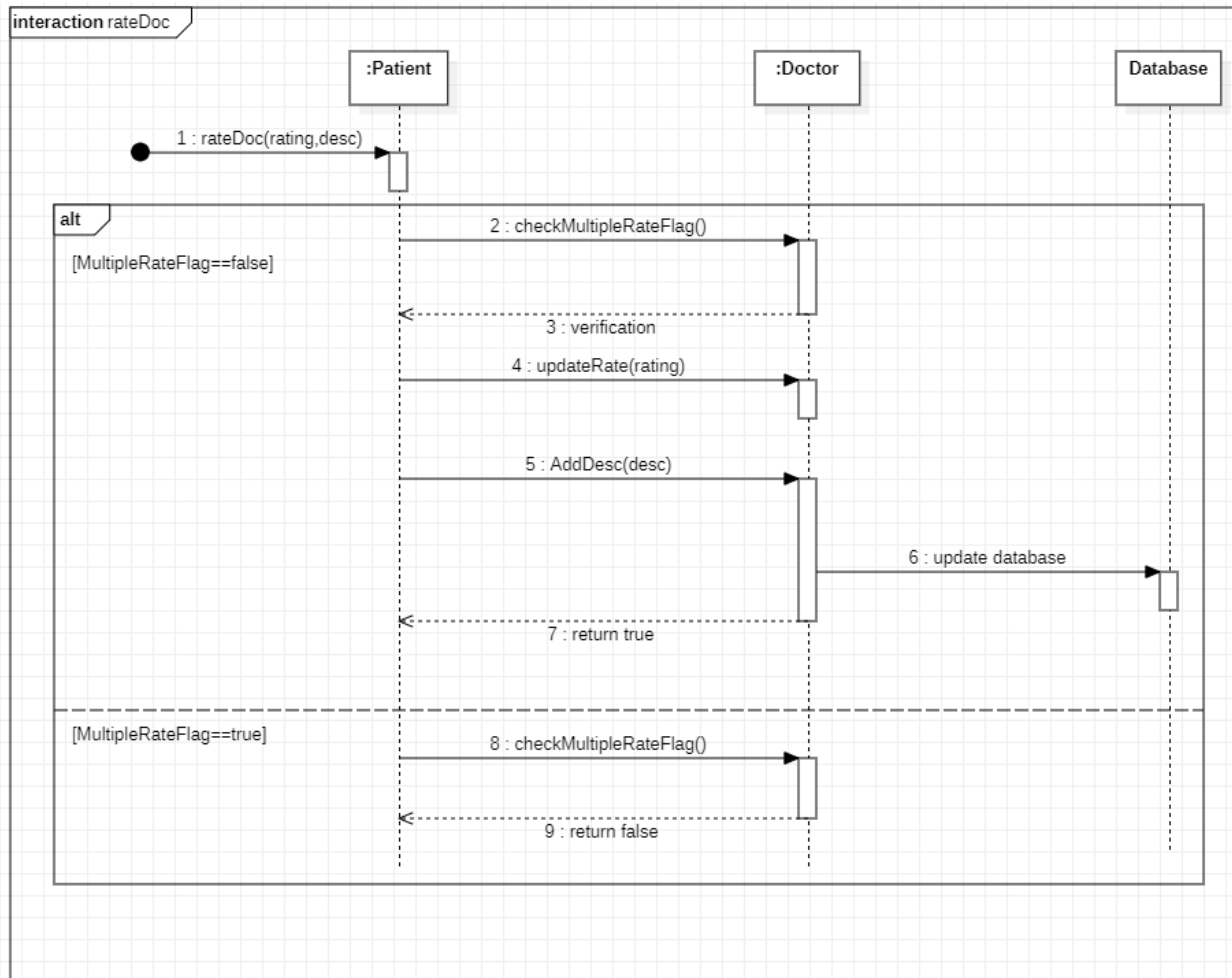 interaction rateDoc
:Patient
:Doctor
Database
1 : rateDoc(rating,desc)
alt
2 : checkMultipleRateFlag()
[MultipleRateFlag==false]
3 : verification
4 : updateRate(rating)
5 : AddDesc(desc)
6 : update database
7 : return true
[MultipleRateFlag==true]
8 : checkMultipleRateFlag()
9 : return false